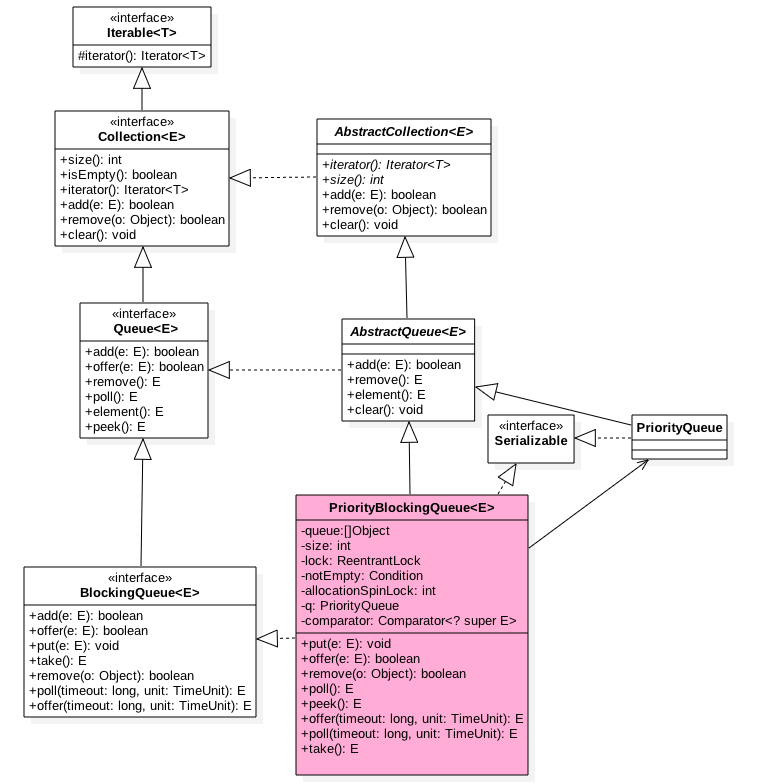 «interface»
Iterable<T>
#iterator(): Iterator<T>
«interface»
Collection<E>
+size(): int
+isEmpty(): boolean
+iterator(): Iterator<T>
+add(e: E): boolean
+remove(o: Object): boolean
+clear(): void
AbstractCollection<E>
+iterator(): Iterator<T>
+size(): int
+add(e: E): boolean
+remove(o: Object): boolean
+clear(): void
«interface»
Queue<E>
+add(e: E): boolean
+offer(e: E): boolean
+remove(): E
+poll(): E
+element(): E
+peek(): E
AbstractQueue<E>
+add(e: E): boolean
+remove(): E
+element(): E
+clear(): void
«interface»
Serializable
PriorityQueue
PriorityBlockingQueue<E>
-queue:[]Object
-size: int
-lock: ReentrantLock
-notEmpty: Condition
-allocationSpinLock: int
-q: PriorityQueue
-comparator: Comparator<? super E>
+put(e: E): void
+offer(e: E): boolean
+remove(o: Object): boolean
+poll(): E
+peek(): E
+offer(timeout: long, unit: TimeUnit): E
+poll(timeout: long, unit: TimeUnit): E
+take(): E
«interface»
BlockingQueue<E>
+add(e: E): boolean
+offer(e: E): boolean
+put(e: E): void
+take(): E
+remove(o: Object): boolean
+poll(timeout: long, unit: TimeUnit): E
+offer(timeout: long, unit: TimeUnit): E